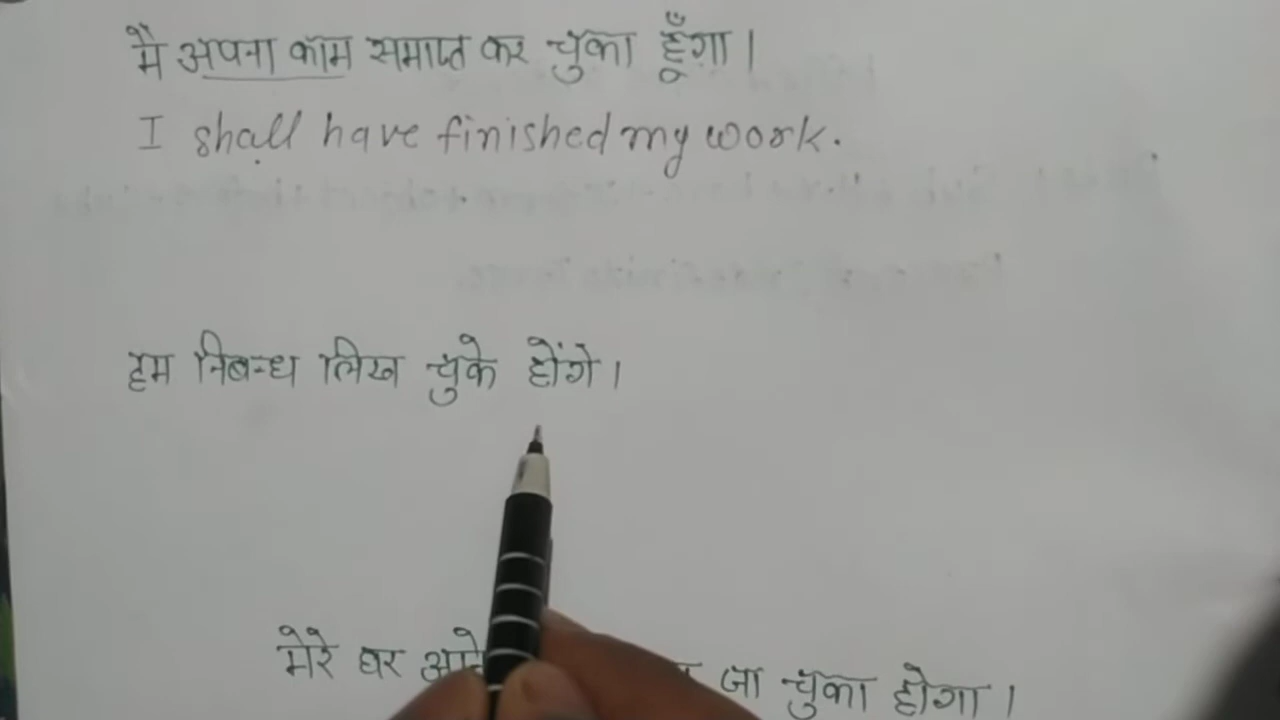 मै अपना काम समाप्त कर चुका हूँगा।
I shall have finished my work.
हम निबन्ध लिख चुके होंगे।
मेरे घर जा चुका होगा।